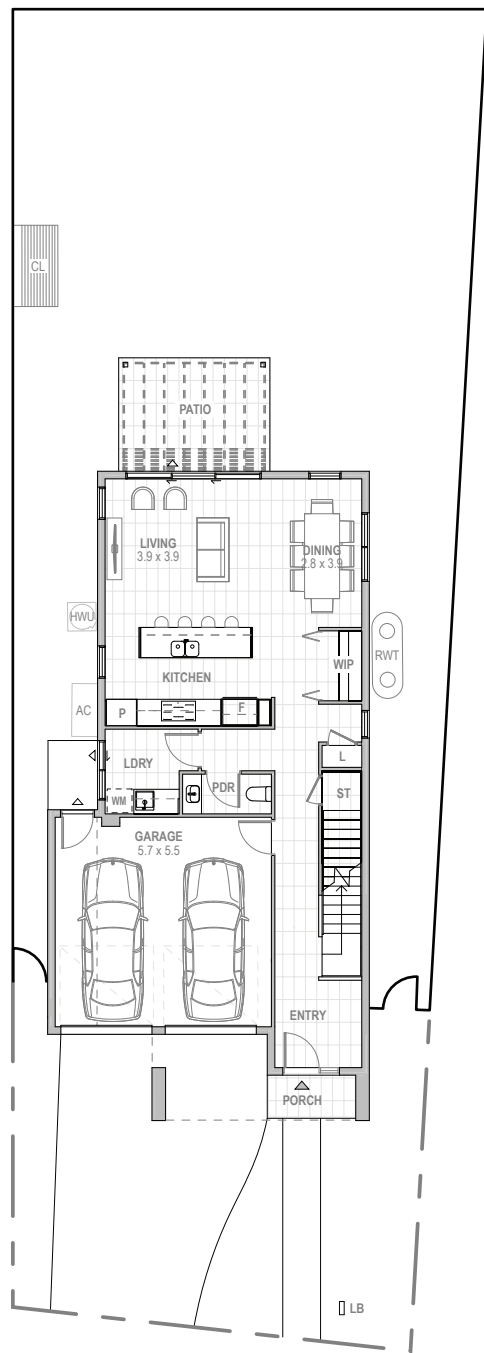 CL
PATIO
LIVING
3.9 x 3.9
DINING
2.8 x 3.9
HWU
WIP
RWT
KITCHEN
AC
P
F
LDRY
L
WM
PDR
ST
GARAGE
5.7 x 5.5
ENTRY
PORCH
LB